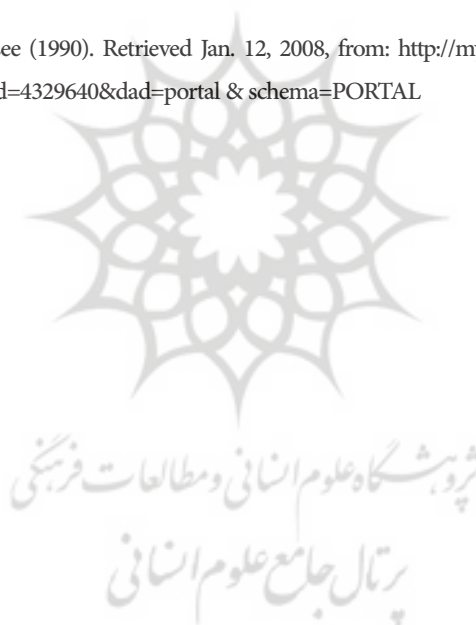 ee (1990). Retrieved Jan. 12, 2008, from: http://m
d=4329640&dad=portal & schema=PORTAL
پژوهشگاه علوم انسانی و مطالعات فرهنگی
پرتال جامع علوم انسانی